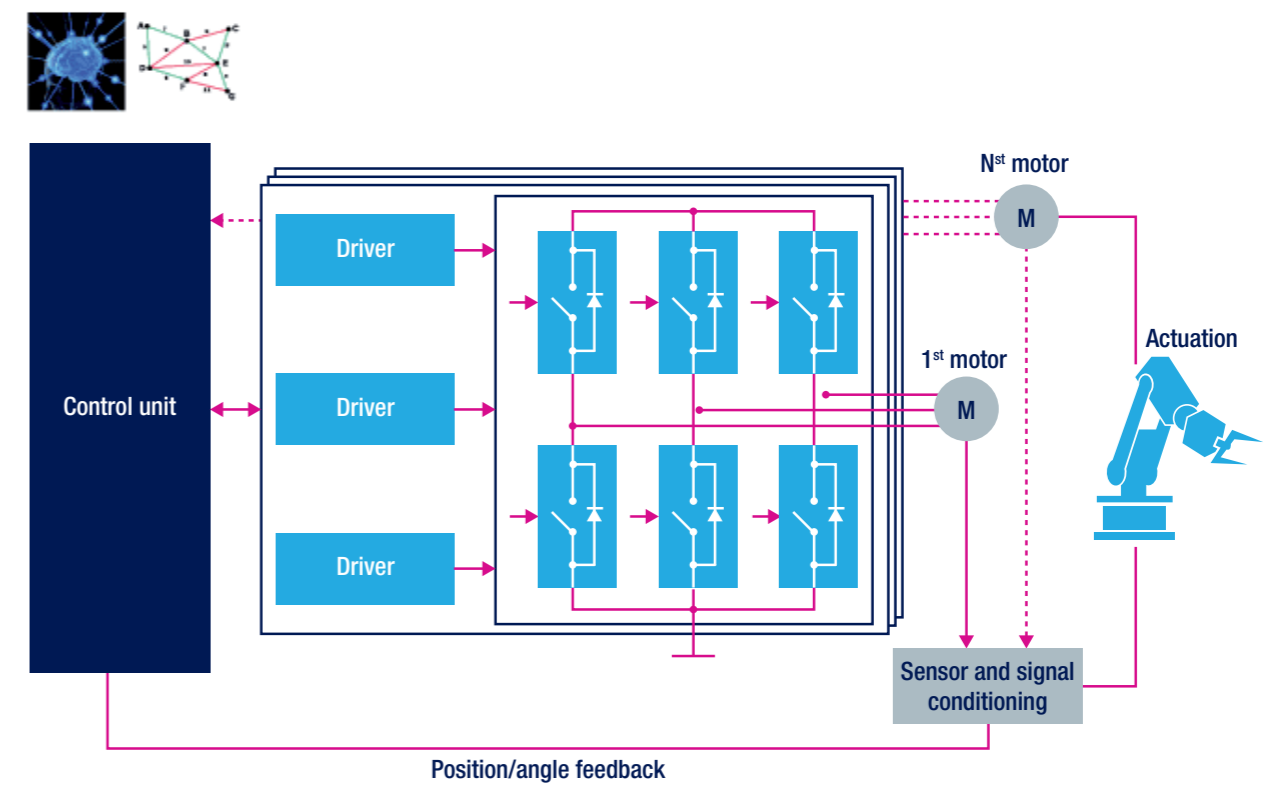 A
B
C
D
E
F
G
Nst motor
M
Driver
Actuation
1st motor
M
Control unit
Driver
Driver
Sensor and signal
conditioning
Position/angle feedback